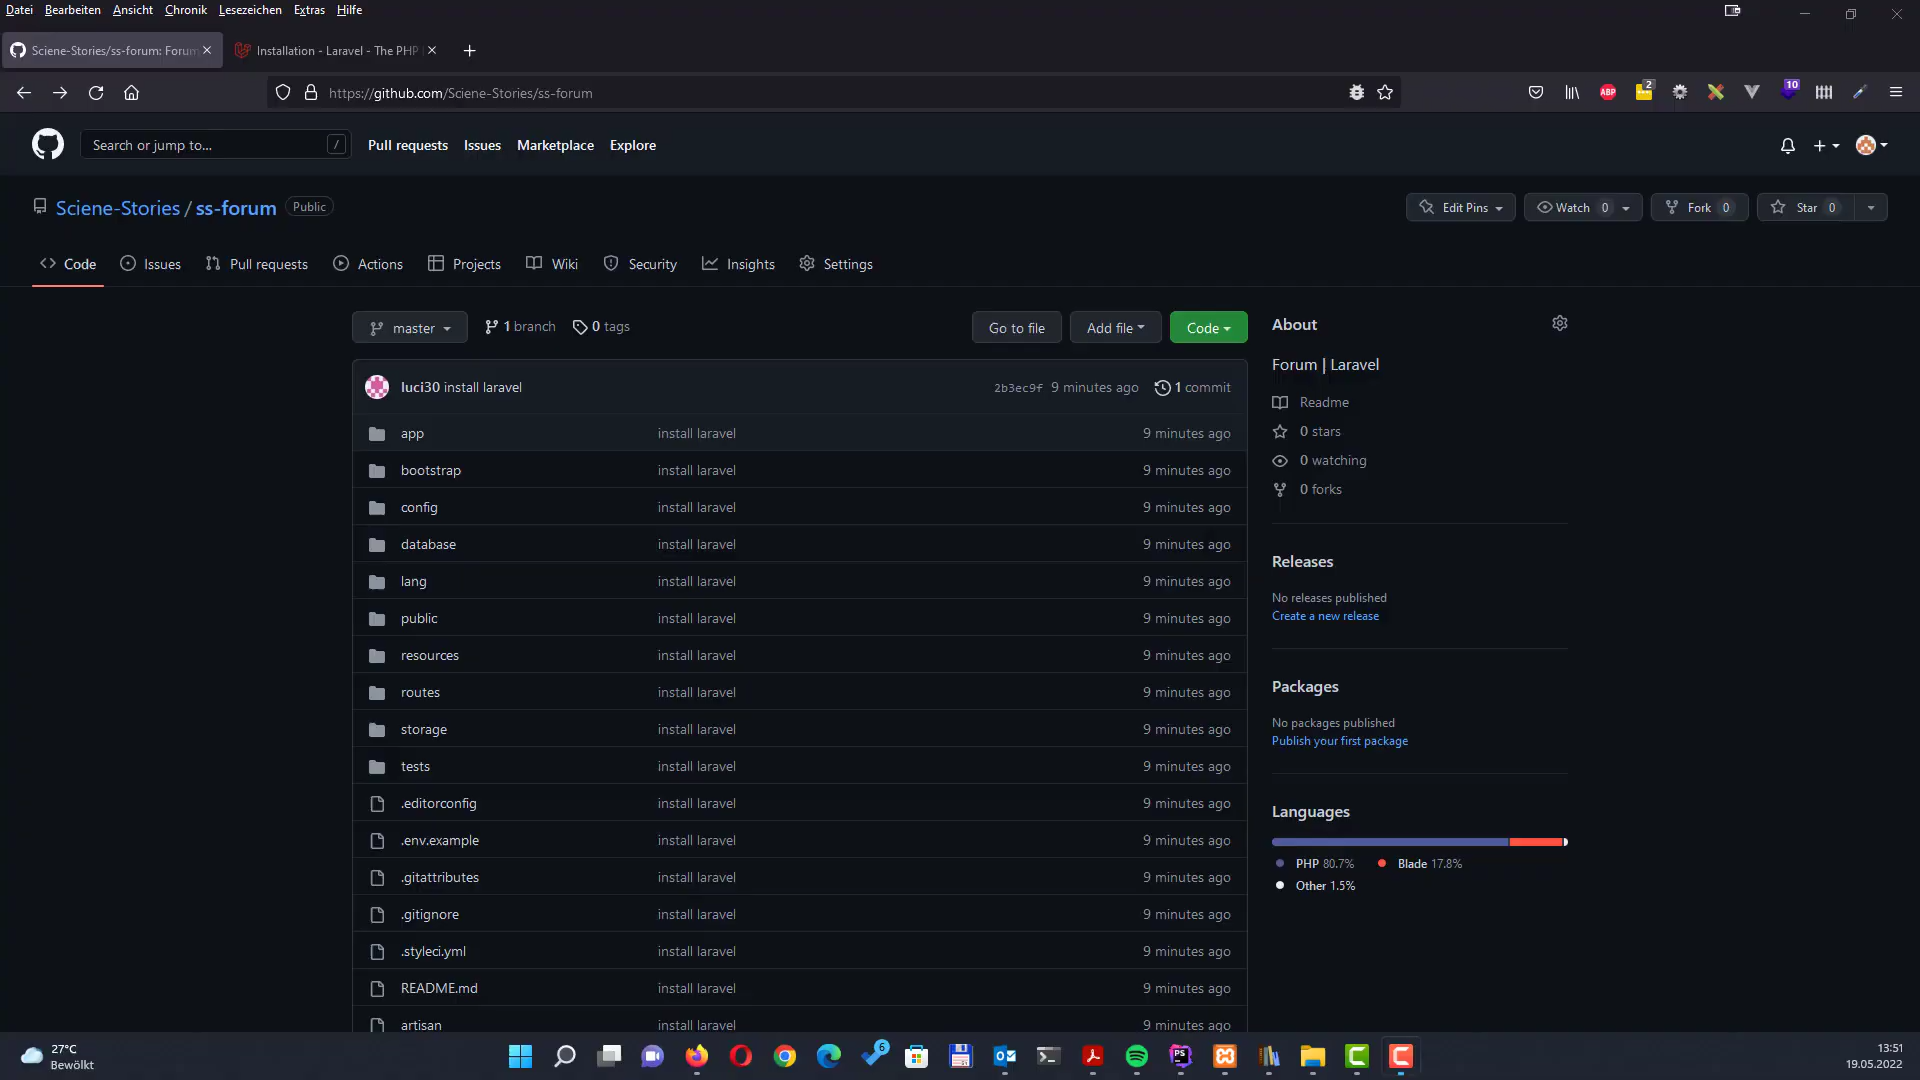 Datei Bearbeiten Ansicht Chronik Lesezeichen Extras Hilfe
Sciene-Stories/ss-forum: Forum
Installation - Laravel - The PHP
https://github.com/Sciene-Stories/ss-forum
ABP
2
10
Search or jump to...
/
Pull requests Issues Marketplace Explore
Sciene-Stories / ss-forum Public
Edit Pins
Watch 0
Fork 0
Star 0
Code Issues Pull requests Actions Projects Wiki Security Insights Settings
master
1 branch
0 tags
Go to file
Add file
Code
luci30 install laravel
2b3ec9f 9 minutes ago
1 commit
app install laravel 9 minutes ago
bootstrap install laravel 9 minutes ago
config install laravel 9 minutes ago
database install laravel 9 minutes ago
lang install laravel 9 minutes ago
public install laravel 9 minutes ago
resources install laravel 9 minutes ago
routes install laravel 9 minutes ago
storage install laravel 9 minutes ago
tests install laravel 9 minutes ago
.editorconfig install laravel 9 minutes ago
.env.example install laravel 9 minutes ago
.gitattributes install laravel 9 minutes ago
.gitignore install laravel 9 minutes ago
.styleci.yml install laravel 9 minutes ago
README.md install laravel 9 minutes ago
artisan install laravel 9 minutes ago
About
Forum | Laravel
Readme
0 stars
0 watching
0 forks
Releases
No releases published
Create a new release
Packages
No packages published
Publish your first package
Languages
PHP 80.7%
Blade 17.8%
Other 1.5%
27°C
Bewölkt
6
PS
13:51
19.05.2022